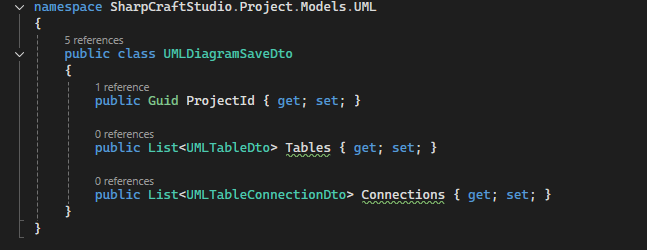 namespace SharpCraftStudio.Project.Models.UML
{
5 references
public class UMLDiagramSaveDto
{
1 reference
public Guid ProjectId { get; set; }
0 references
public List<UMLTableDto> Tables { get; set; }
0 references
public List<UMLTableConnectionDto> Connections { get; set; }
}
}